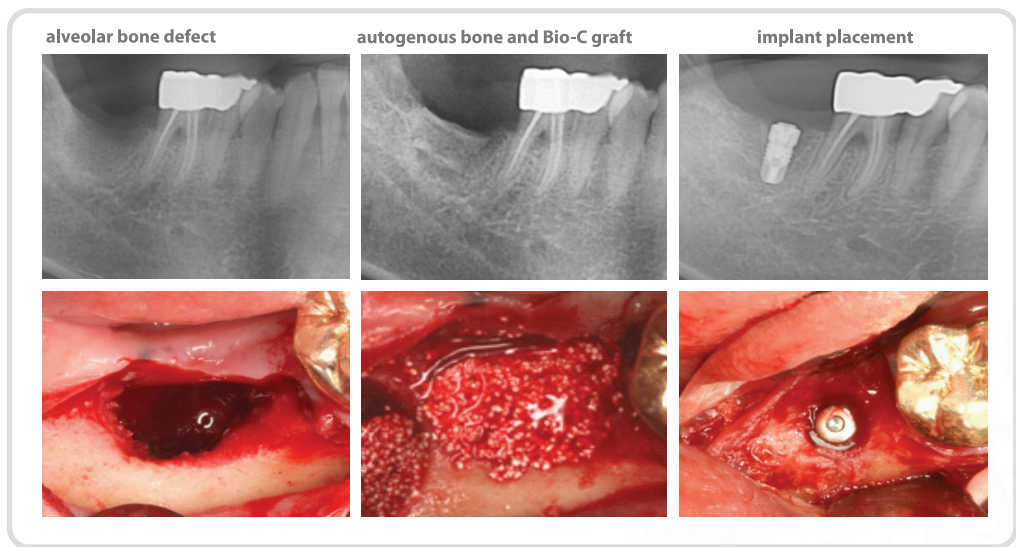 alveolar bone defect
autogenous bone and Bio-C graft
implant placement